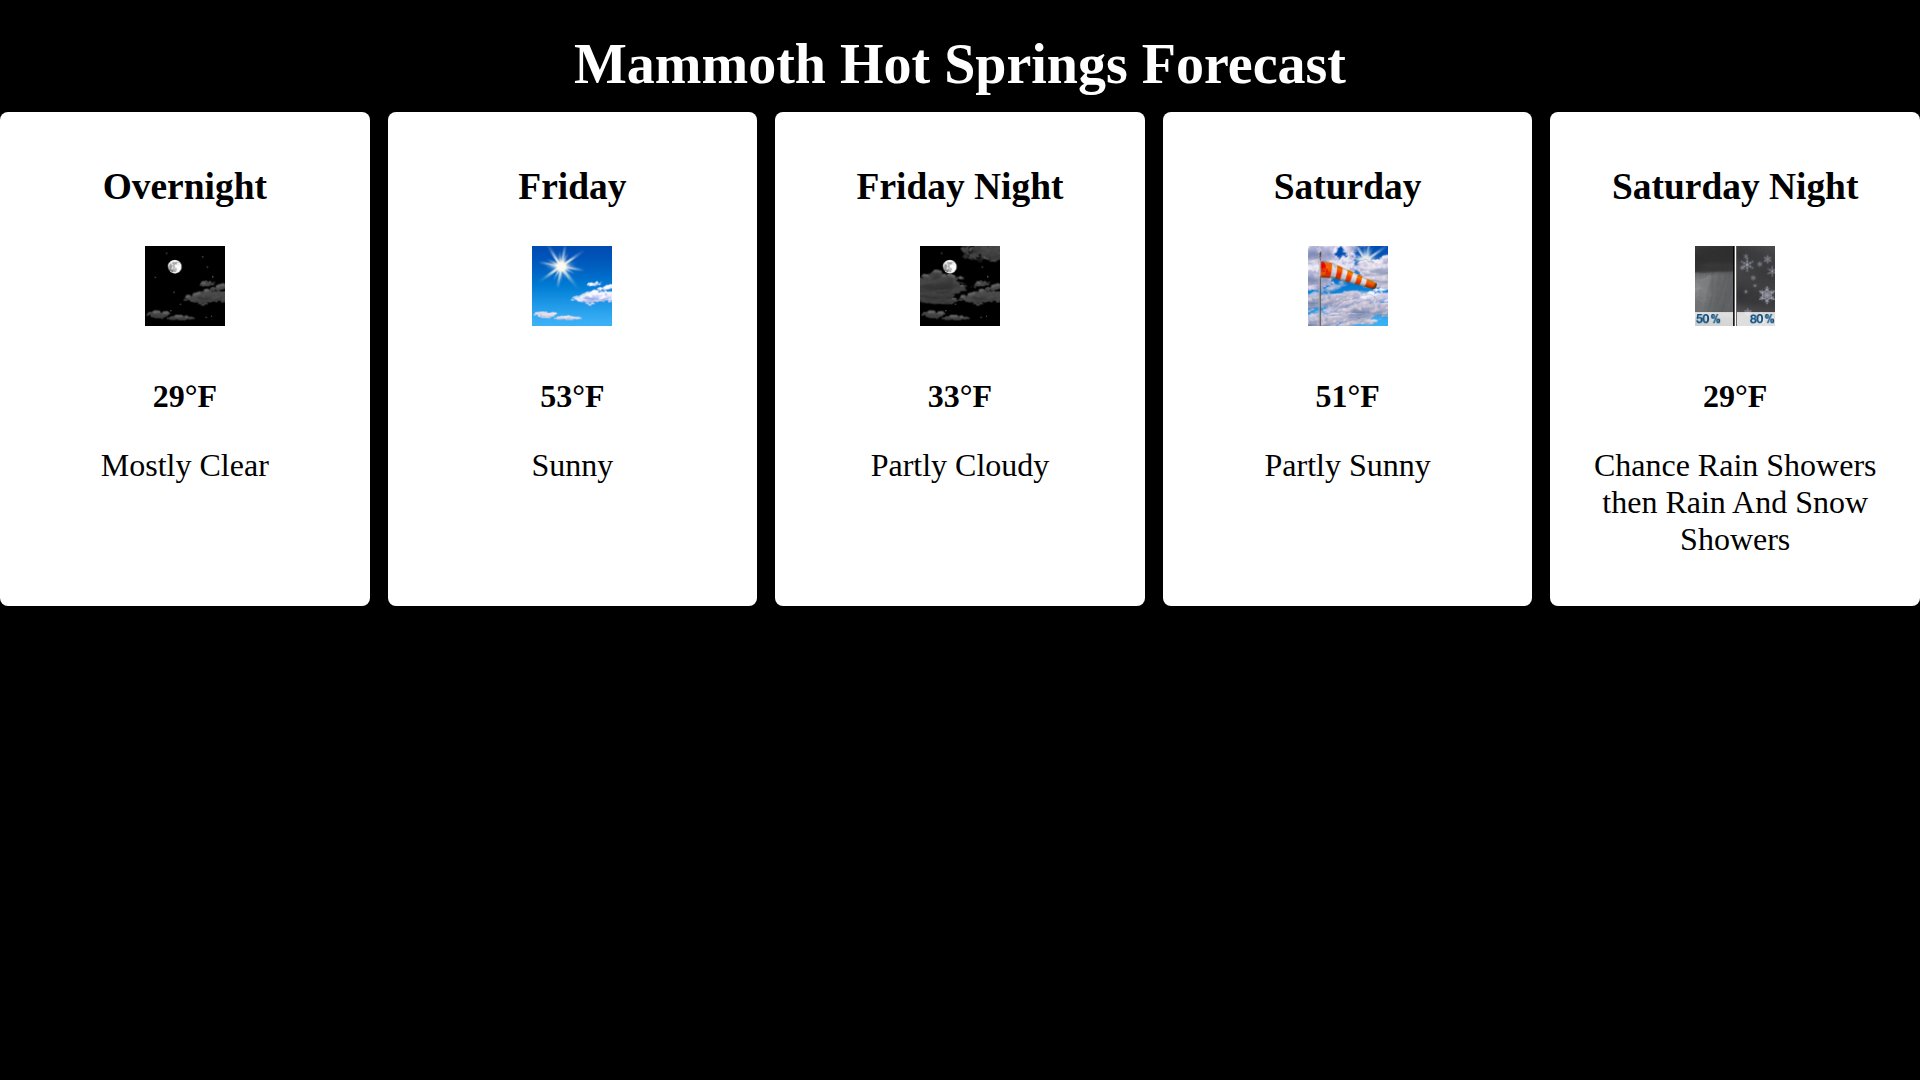 Mammoth Hot Springs Forecast
Overnight
29°F
Mostly Clear
Friday
53°F
Sunny
Friday Night
33°F
Partly Cloudy
Saturday
51°F
Partly Sunny
Saturday Night
50% 80%
29°F
Chance Rain Showers
then Rain And Snow
Showers